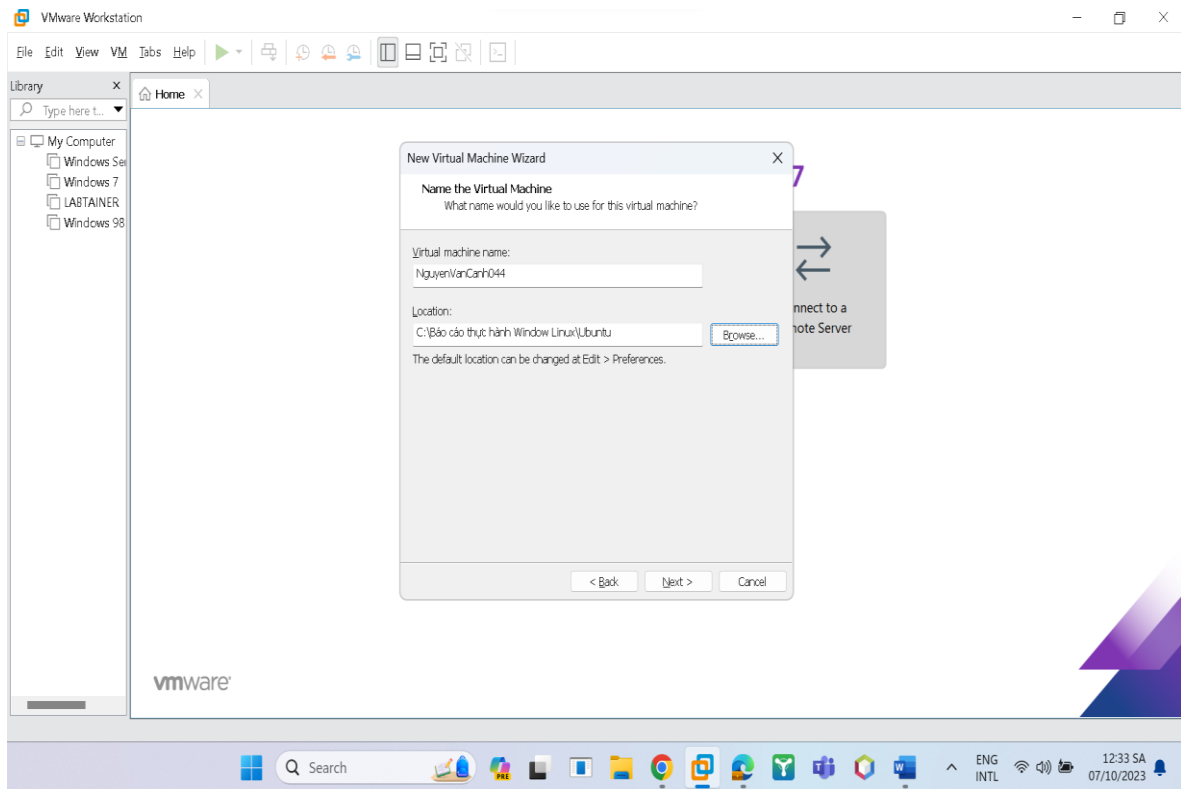 VMware Workstation
File Edit View VM Tabs Help
Library
Home
Type here t...
My Computer
Windows Ser
Windows 7
LABTAINER
Windows 98
7
New Virtual Machine Wizard
Name the Virtual Machine
What name would you like to use for this virtual machine?
Virtual machine name:
NguyenVanCanh044
Location:
C:\Báo cáo thực hành Window Linux\Ubuntu
Browse...
The default location can be changed at Edit > Preferences.
nnect to a
note Server
< Back Next > Cancel
vmware
Search
PRE
ENG
INTL
12:33 SA
07/10/2023